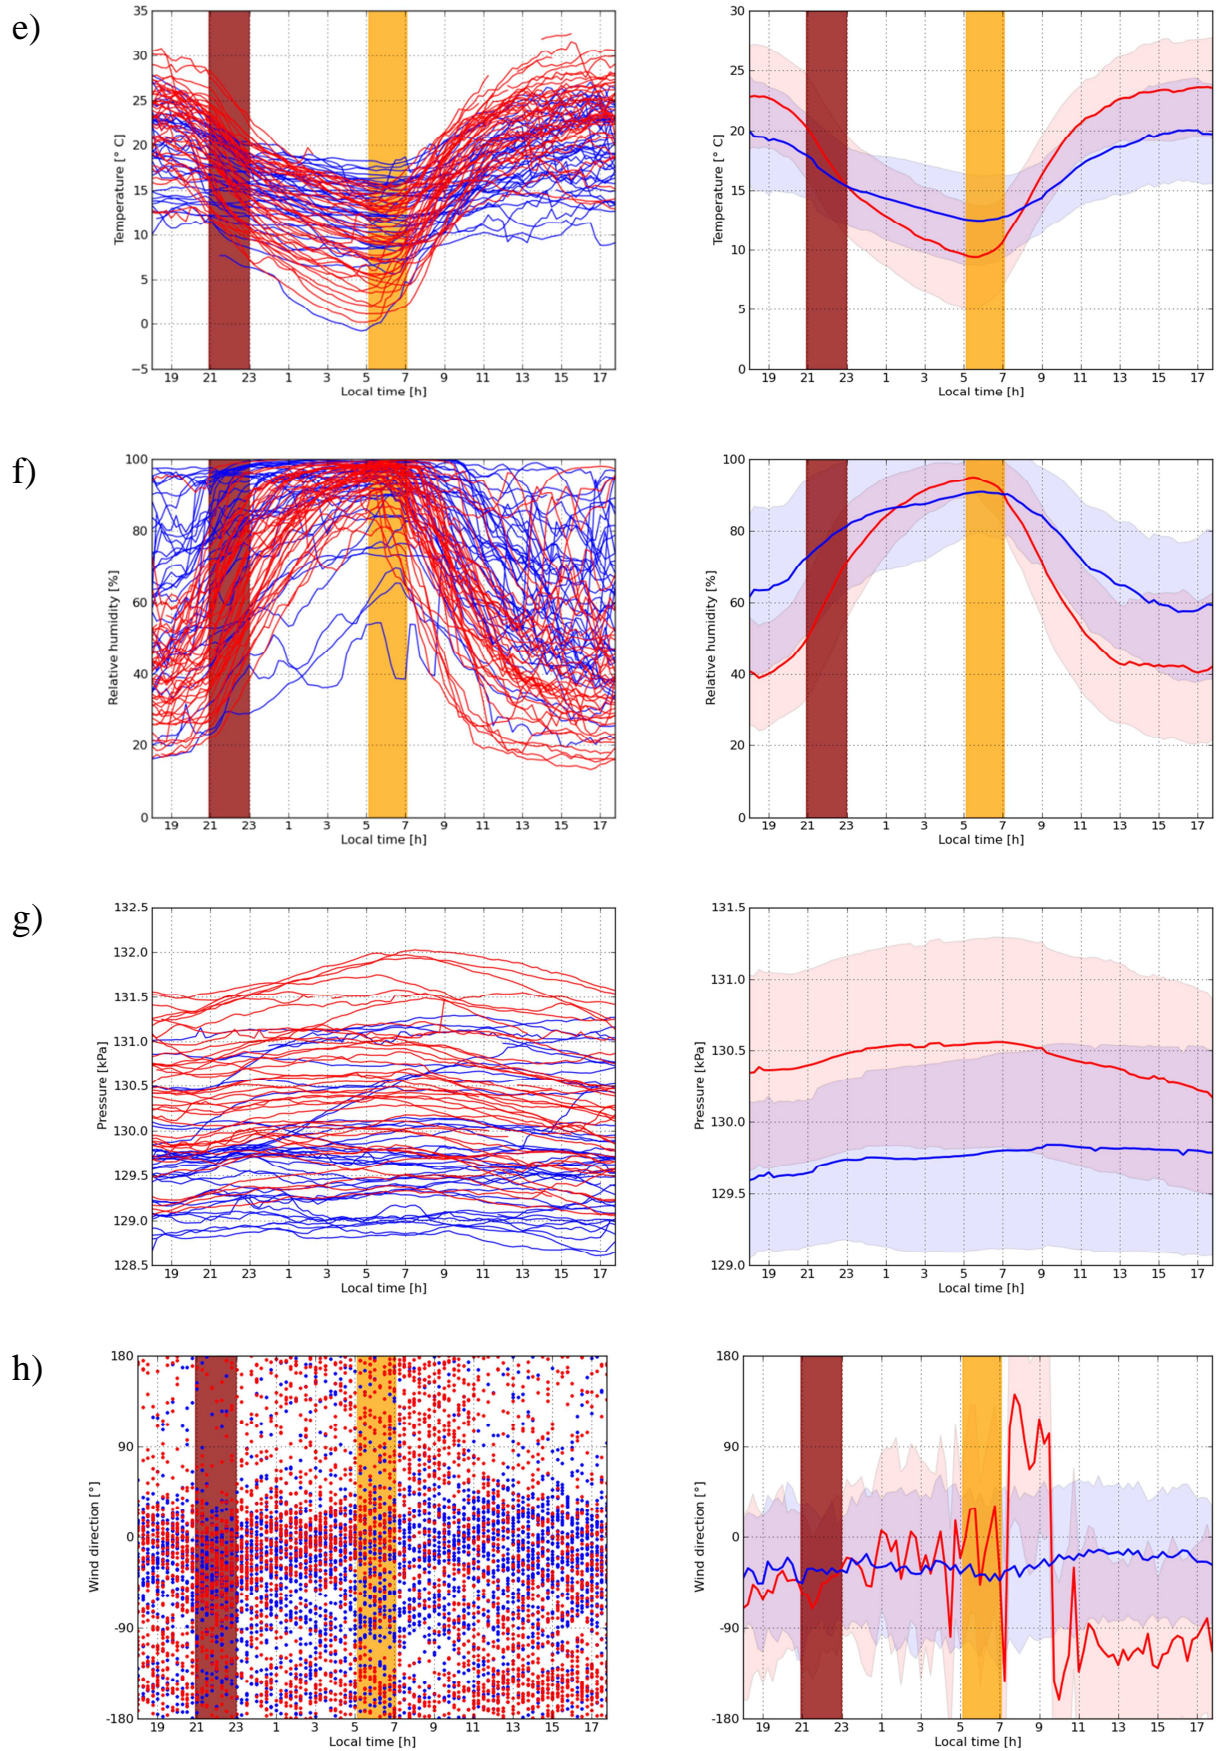 e)
35
30
25
20
15
10
5
0
−5
Temperature [° C]
19 21 23 1 3 5 7 9 11 13 15 17
Local time [h]
30
25
20
15
10
5
0
Temperature [° C]
19 21 23 1 3 5 7 9 11 13 15 17
Local time [h]
f)
100
80
60
40
20
0
Relative humidity [%]
19 21 23 1 3 5 7 9 11 13 15 17
Local time [h]
100
80
60
40
20
0
Relative humidity [%]
19 21 23 1 3 5 7 9 11 13 15 17
Local time [h]
g)
132.5
132.0
131.5
131.0
130.5
130.0
129.5
129.0
128.5
Pressure [kPa]
19 21 23 1 3 5 7 9 11 13 15 17
Local time [h]
131.5
131.0
130.5
130.0
129.5
129.0
Pressure [kPa]
19 21 23 1 3 5 7 9 11 13 15 17
Local time [h]
h)
180
90
0
-90
-180
Wind direction [°]
19 21 23 1 3 5 7 9 11 13 15 17
Local time [h]
180
90
0
-90
-180
Wind direction [°]
19 21 23 1 3 5 7 9 11 13 15 17
Local time [h]